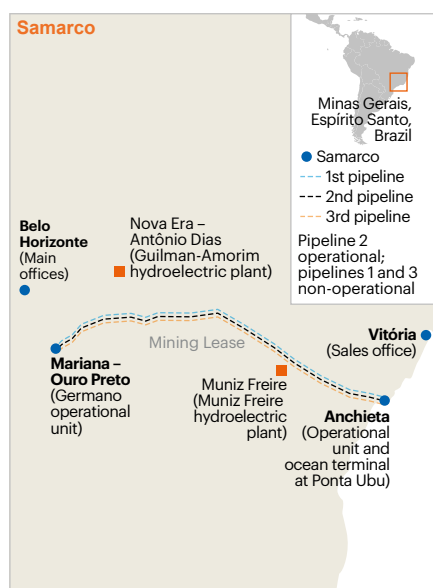 Samarco
Minas Gerais,
Espírito Santo,
Brazil
Samarco
1st pipeline
2nd pipeline
3rd pipeline
Pipeline 2
operational;
pipelines 1 and 3
non-operational
Nova Era –
Antônio Dias
(Guilman-Amorim
hydroelectric plant)
Belo
Horizonte
(Main
offices)
Vitória
(Sales office)
Mining Lease
Mariana –
Ouro Preto
(Germano
operational
unit)
Muniz Freire
(Muniz Freire
hydroelectric
plant)
Anchieta
(Operational
unit and
ocean terminal
at Ponta Ubu)